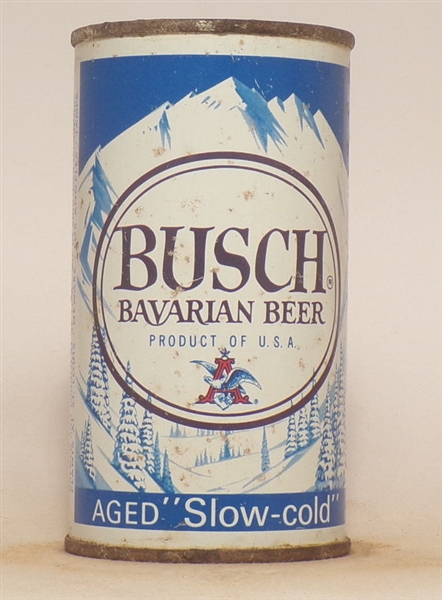 BUSCH®
BAVARIAN BEER
PRODUCT OF U.S.A.
A
AGED "Slow-cold"